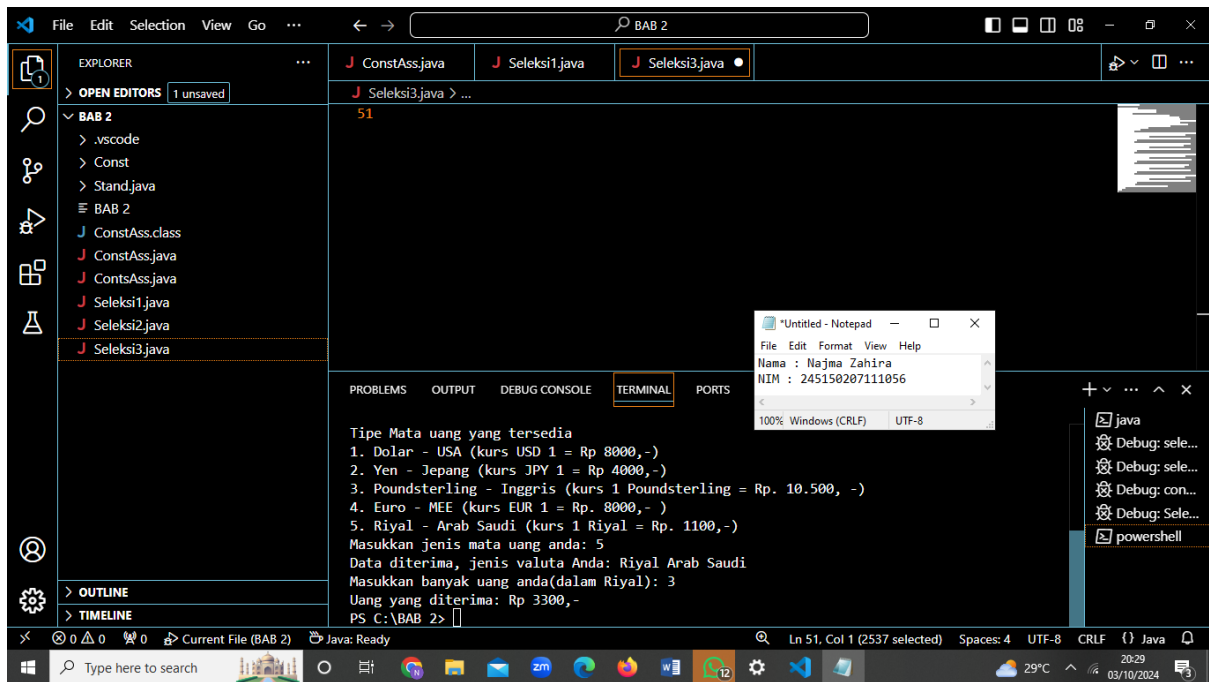 File Edit Selection View Go ··· ← → BAB 2
EXPLORER ···
OPEN EDITORS 1 unsaved
BAB 2
.vscode
Const
Stand.java
BAB 2
ConstAss.class
ConstAss.java
ContsAss.java
Seleksi1.java
Seleksi2.java
Seleksi3.java
OUTLINE
TIMELINE
J ConstAss.java J Seleksi1.java J Seleksi3.java ●
J Seleksi3.java > ...
51
*Untitled - Notepad
File Edit Format View Help
Nama : Najma Zahira
NIM : 245150207111056
100% Windows (CRLF) UTF-8
PROBLEMS OUTPUT DEBUG CONSOLE TERMINAL PORTS
Tipe Mata uang yang tersedia
1. Dolar - USA (kurs USD 1 = Rp 8000,-)
2. Yen - Jepang (kurs JPY 1 = Rp 4000,-)
3. Poundsterling - Inggris (kurs 1 Poundsterling = Rp. 10.500, -)
4. Euro - MEE (kurs EUR 1 = Rp. 8000,- )
5. Riyal - Arab Saudi (kurs 1 Riyal = Rp. 1100,-)
Masukkan jenis mata uang anda: 5
Data diterima, jenis valuta Anda: Riyal Arab Saudi
Masukkan banyak uang anda(dalam Riyal): 3
Uang yang diterima: Rp 3300,-
PS C:\BAB 2>
java
Debug: sele...
Debug: sele...
Debug: con...
Debug: Sele...
powershell
0 0 0 Current File (BAB 2) Java: Ready Ln 51, Col 1 (2537 selected) Spaces: 4 UTF-8 CRLF {} Java
Type here to search zm 12 29°C 20:29
03/10/2024 3